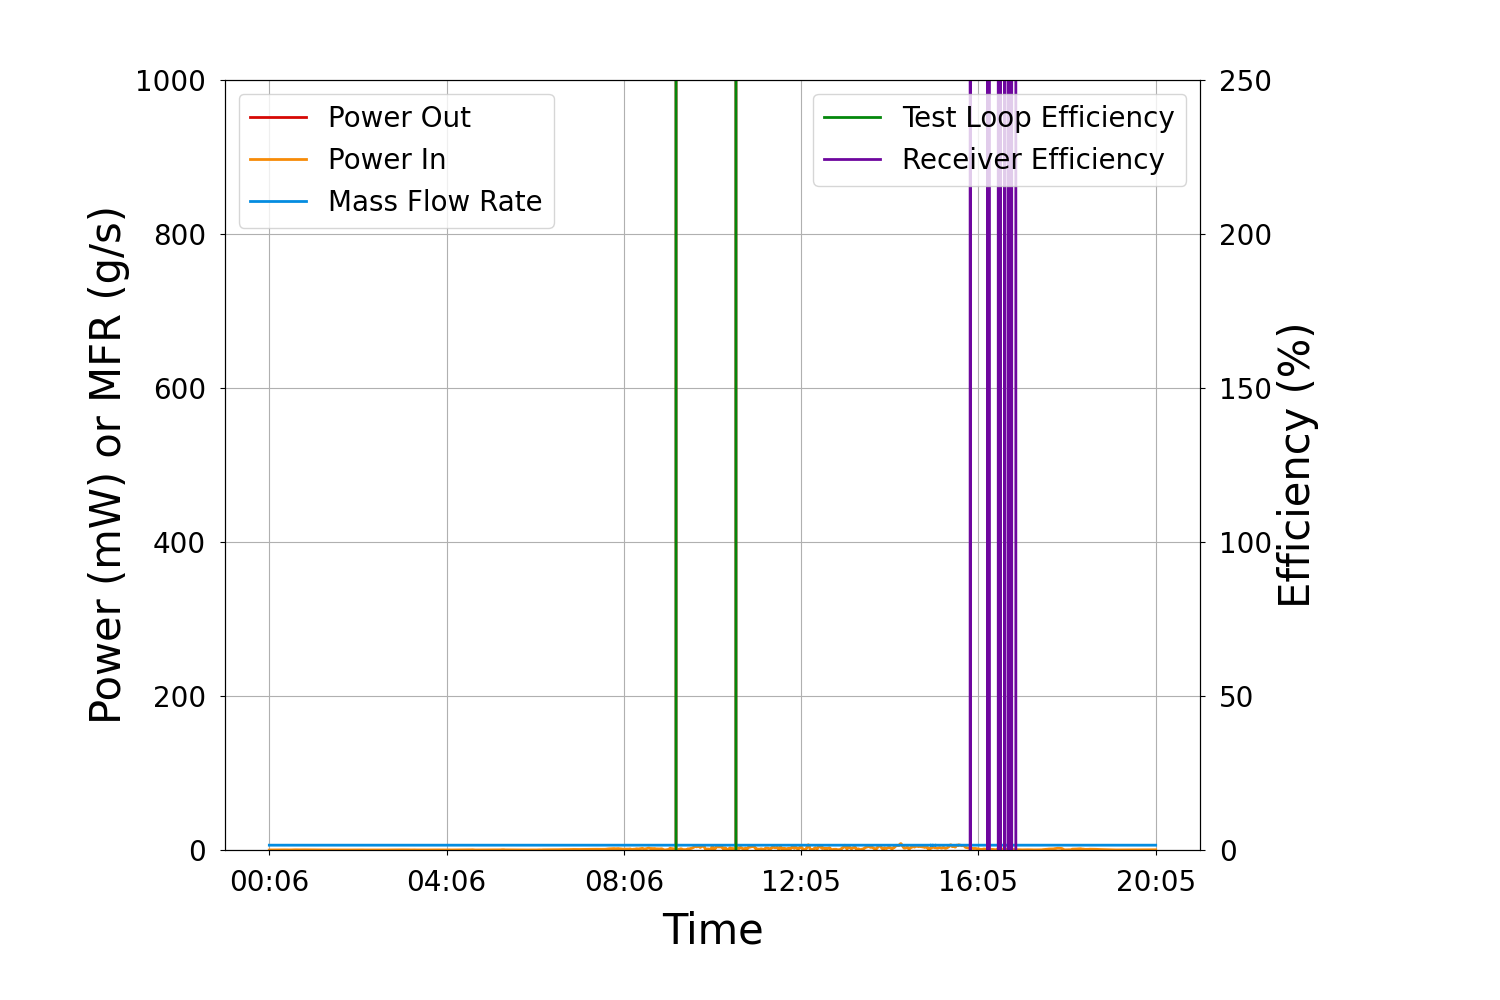 1000
800
600
400
200
0
Power (mW) or MFR (g/s)
Power Out
Power In
Mass Flow Rate
Test Loop Efficiency
Receiver Efficiency
250
200
150
100
50
0
Efficiency (%)
00:06 04:06 08:06 12:05 16:05 20:05
Time